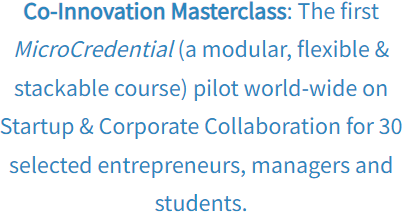 Co-Innovation Masterclass: The first
MicroCredential (a modular, flexible &
stackable course) pilot world-wide on
Startup & Corporate Collaboration for 30
selected entrepreneurs, managers and
students.